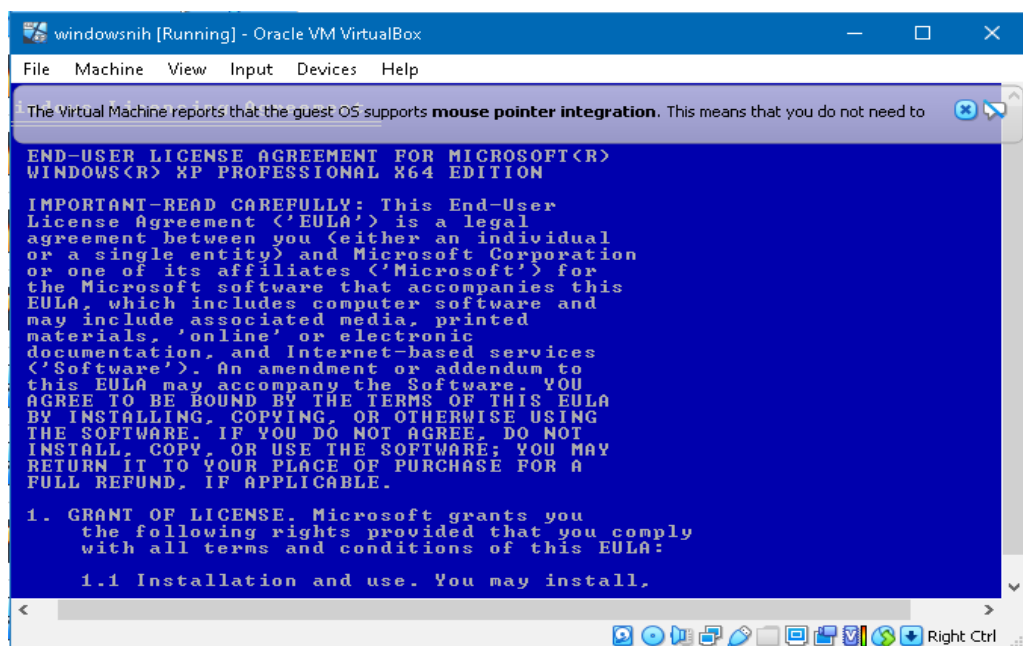 windowsnih [Running] - Oracle VM VirtualBox
File Machine View Input Devices Help
The Virtual Machine reports that the guest OS supports mouse pointer integration. This means that you do not need to
END-USER LICENSE AGREEMENT FOR MICROSOFT(R)
WINDOWS(R) XP PROFESSIONAL X64 EDITION
IMPORTANT-READ CAREFULLY: This End-User
License Agreement ('EULA') is a legal
agreement between you (either an individual
or a single entity) and Microsoft Corporation
or one of its affiliates ('Microsoft') for
the Microsoft software that accompanies this
EULA, which includes computer software and
may include associated media, printed
materials, 'online' or electronic
documentation, and Internet-based services
('Software'). An amendment or addendum to
this EULA may accompany the Software. YOU
AGREE TO BE BOUND BY THE TERMS OF THIS EULA
BY INSTALLING, COPYING, OR OTHERWISE USING
THE SOFTWARE. IF YOU DO NOT AGREE, DO NOT
INSTALL, COPY, OR USE THE SOFTWARE; YOU MAY
RETURN IT TO YOUR PLACE OF PURCHASE FOR A
FULL REFUND, IF APPLICABLE.
1. GRANT OF LICENSE. Microsoft grants you
the following rights provided that you comply
with all terms and conditions of this EULA:
1.1 Installation and use. You may install,
Right Ctrl